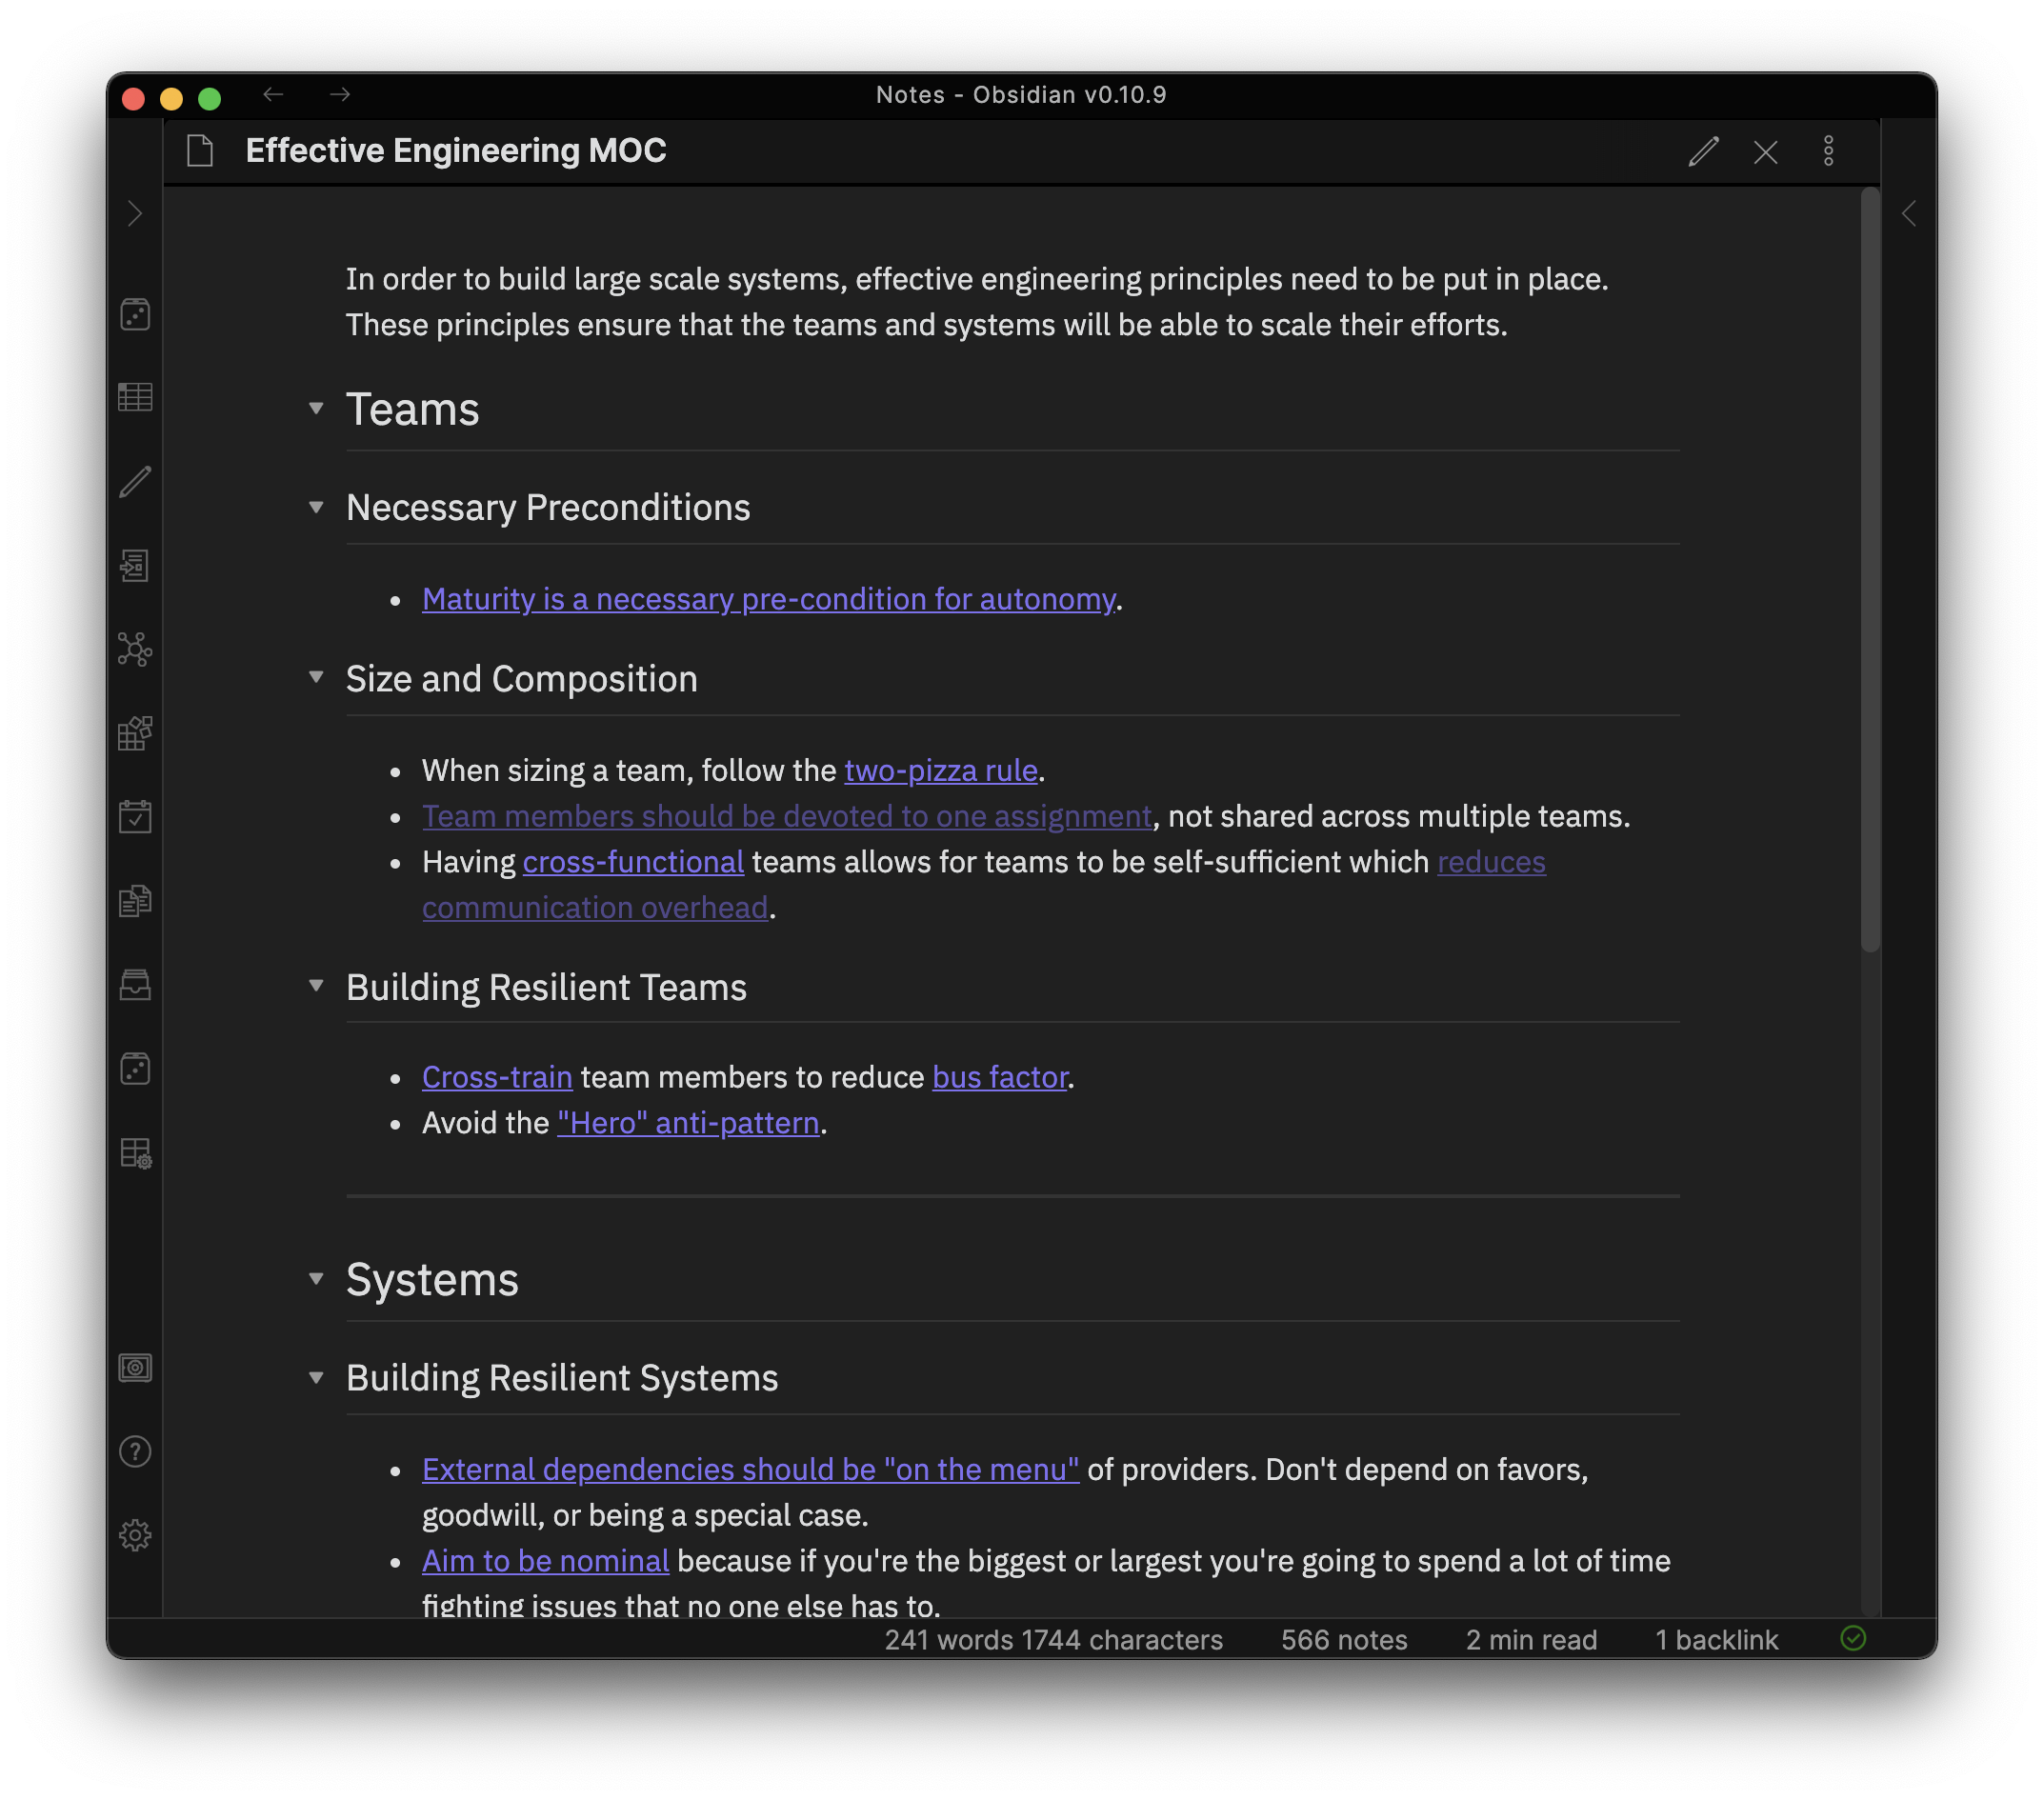 Notes - Obsidian v0.10.9
Effective Engineering MOC
In order to build large scale systems, effective engineering principles need to be put in place.
These principles ensure that the teams and systems will be able to scale their efforts.
Teams
Necessary Preconditions
Maturity is a necessary pre-condition for autonomy.
Size and Composition
When sizing a team, follow the two-pizza rule.
Team members should be devoted to one assignment, not shared across multiple teams.
Having cross-functional teams allows for teams to be self-sufficient which reduces
communication overhead.
Building Resilient Teams
Cross-train team members to reduce bus factor.
Avoid the "Hero" anti-pattern.
Systems
Building Resilient Systems
External dependencies should be "on the menu" of providers. Don't depend on favors,
goodwill, or being a special case.
Aim to be nominal because if you're the biggest or largest you're going to spend a lot of time
fighting issues that no one else has to.
241 words 1744 characters 566 notes 2 min read 1 backlink